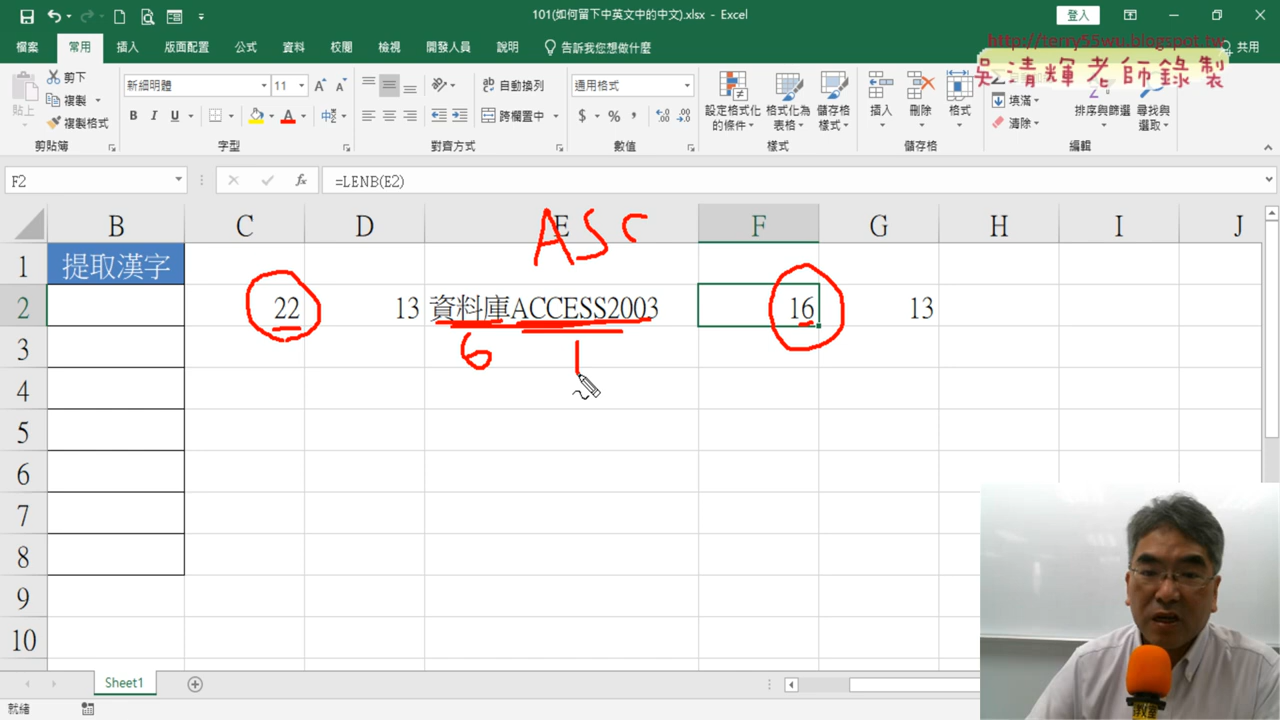 101(如何留下中英文中的中文).xlsx - Excel
登入
檔案 常用 插入 版面配置 公式 資料 校閱 檢視 開發人員 說明 告訴我您想做什麼 共用
http://terry55wu.blogspot.tw
吳清輝老師錄製
剪下
複製
複製格式
貼上
新細明體 11
B I U
自動換列
跨欄置中
通用格式
$ % ,
設定格式化的條件
格式化為表格
儲存格樣式
插入
刪除
格式
填滿
清除
排序與篩選
尋找與選取
剪貼簿 字型 對齊方式 數值 樣式 儲存格 編輯
F2 fx =LENB(E2)
B C D E F G H I J
ASC
1 提取漢字
2 22 13 資料庫ACCESS2003 16 13
3 6 1
4
5
6
7
8
9
10
Sheet1
就緒